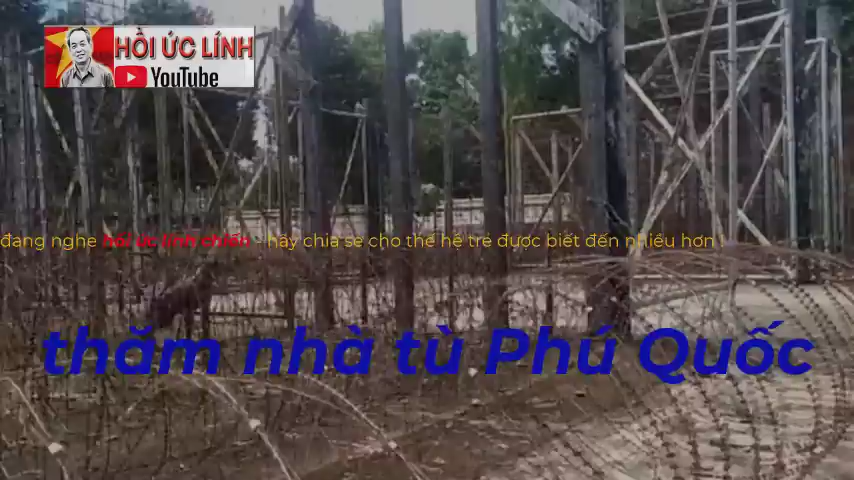 HỒI ỨC LÍNH
YouTube
đang nghe hồi ức lính chiến - hãy chia sẻ cho thế hệ trẻ được biết đến nhiều hơn !
thăm nhà tù Phú Quốc